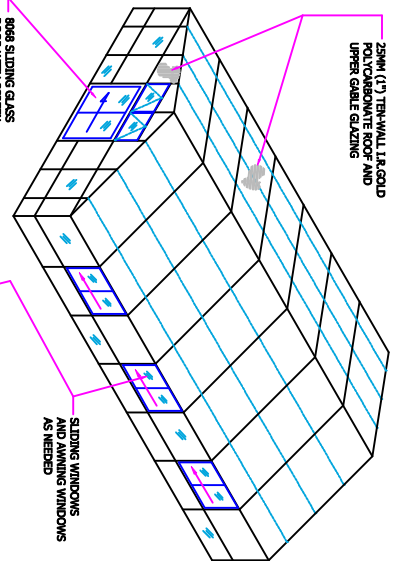 25MM (1") TEN-WALL I.R.GOLD
POLYCARBONATE ROOF AND
UPPER GABLE GLAZING
8068 SLIDING GLASS
SLIDING WINDOWS
AND AWNING WINDOWS
AS NEEDED